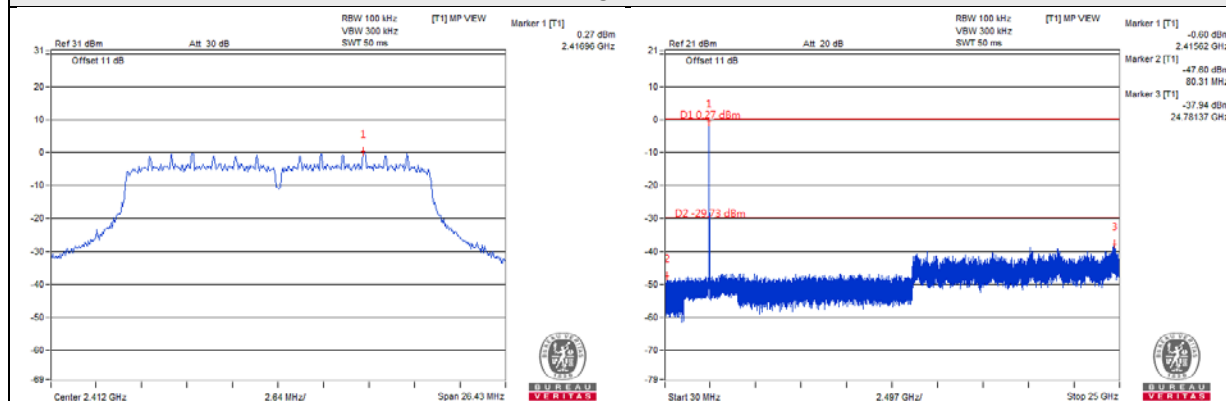 RBW 100 kHz
VBW 300 kHz
SWT 50 ms
[T1] MP VIEW
Marker 1 [T1]
0.27 dBm
2.41696 GHz
Ref 31 dBm
Att 30 dB
Offset 11 dB
31
20
10
0
-10
-20
-30
-40
-50
-60
-69
1
Center 2.412 GHz
2.64 MHz/
Span 26.43 MHz
BUREAU
VERITAS
RBW 100 kHz
VBW 300 kHz
SWT 50 ms
[T1] MP VIEW
Marker 1 [T1]
-0.60 dBm
2.41562 GHz
Marker 2 [T1]
-47.60 dBm
80.31 MHz
Marker 3 [T1]
-37.94 dBm
24.78137 GHz
Ref 21 dBm
Att 20 dB
Offset 11 dB
21
10
0
-10
-20
-30
-40
-50
-60
-70
-79
1
D1 0.27 dBm
D2 -29.73 dBm
2
3
Start 30 MHz
2.497 GHz/
Stop 25 GHz
BUREAU
VERITAS